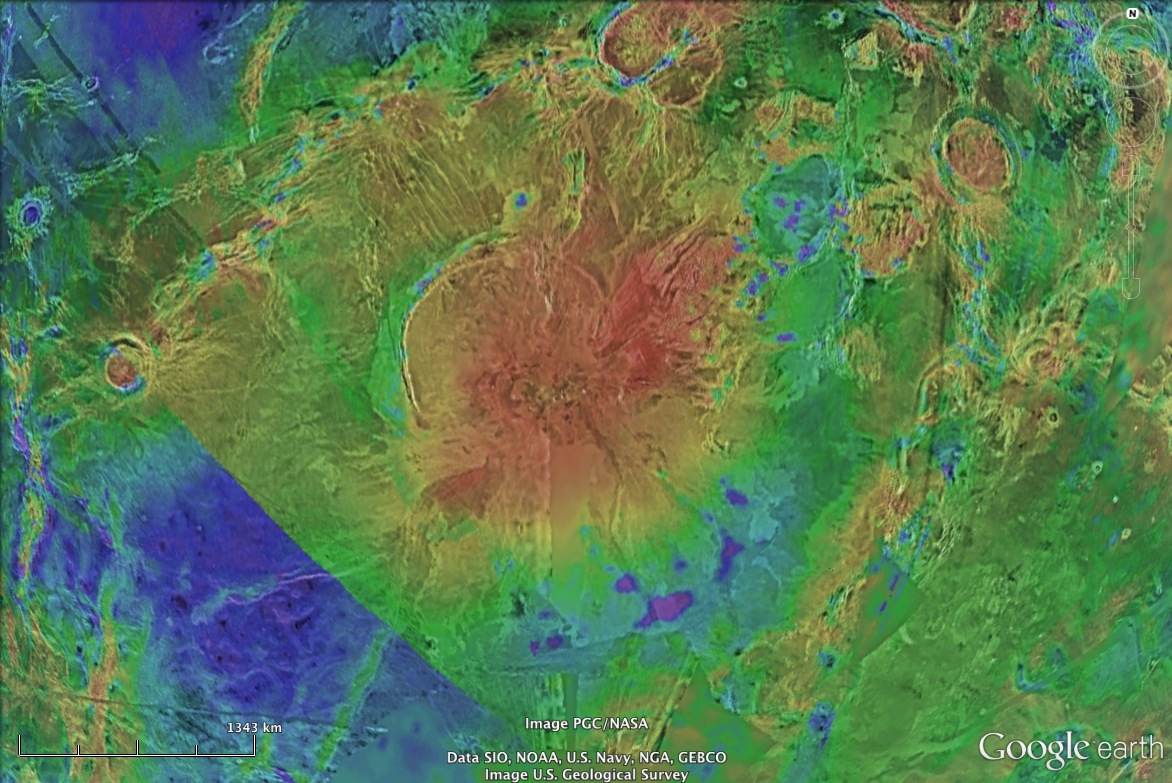 N
1343 km
Image PGC/NASA
Data SIO, NOAA, U.S. Navy, NGA, GEBCO
Image U.S. Geological Survey
Google earth